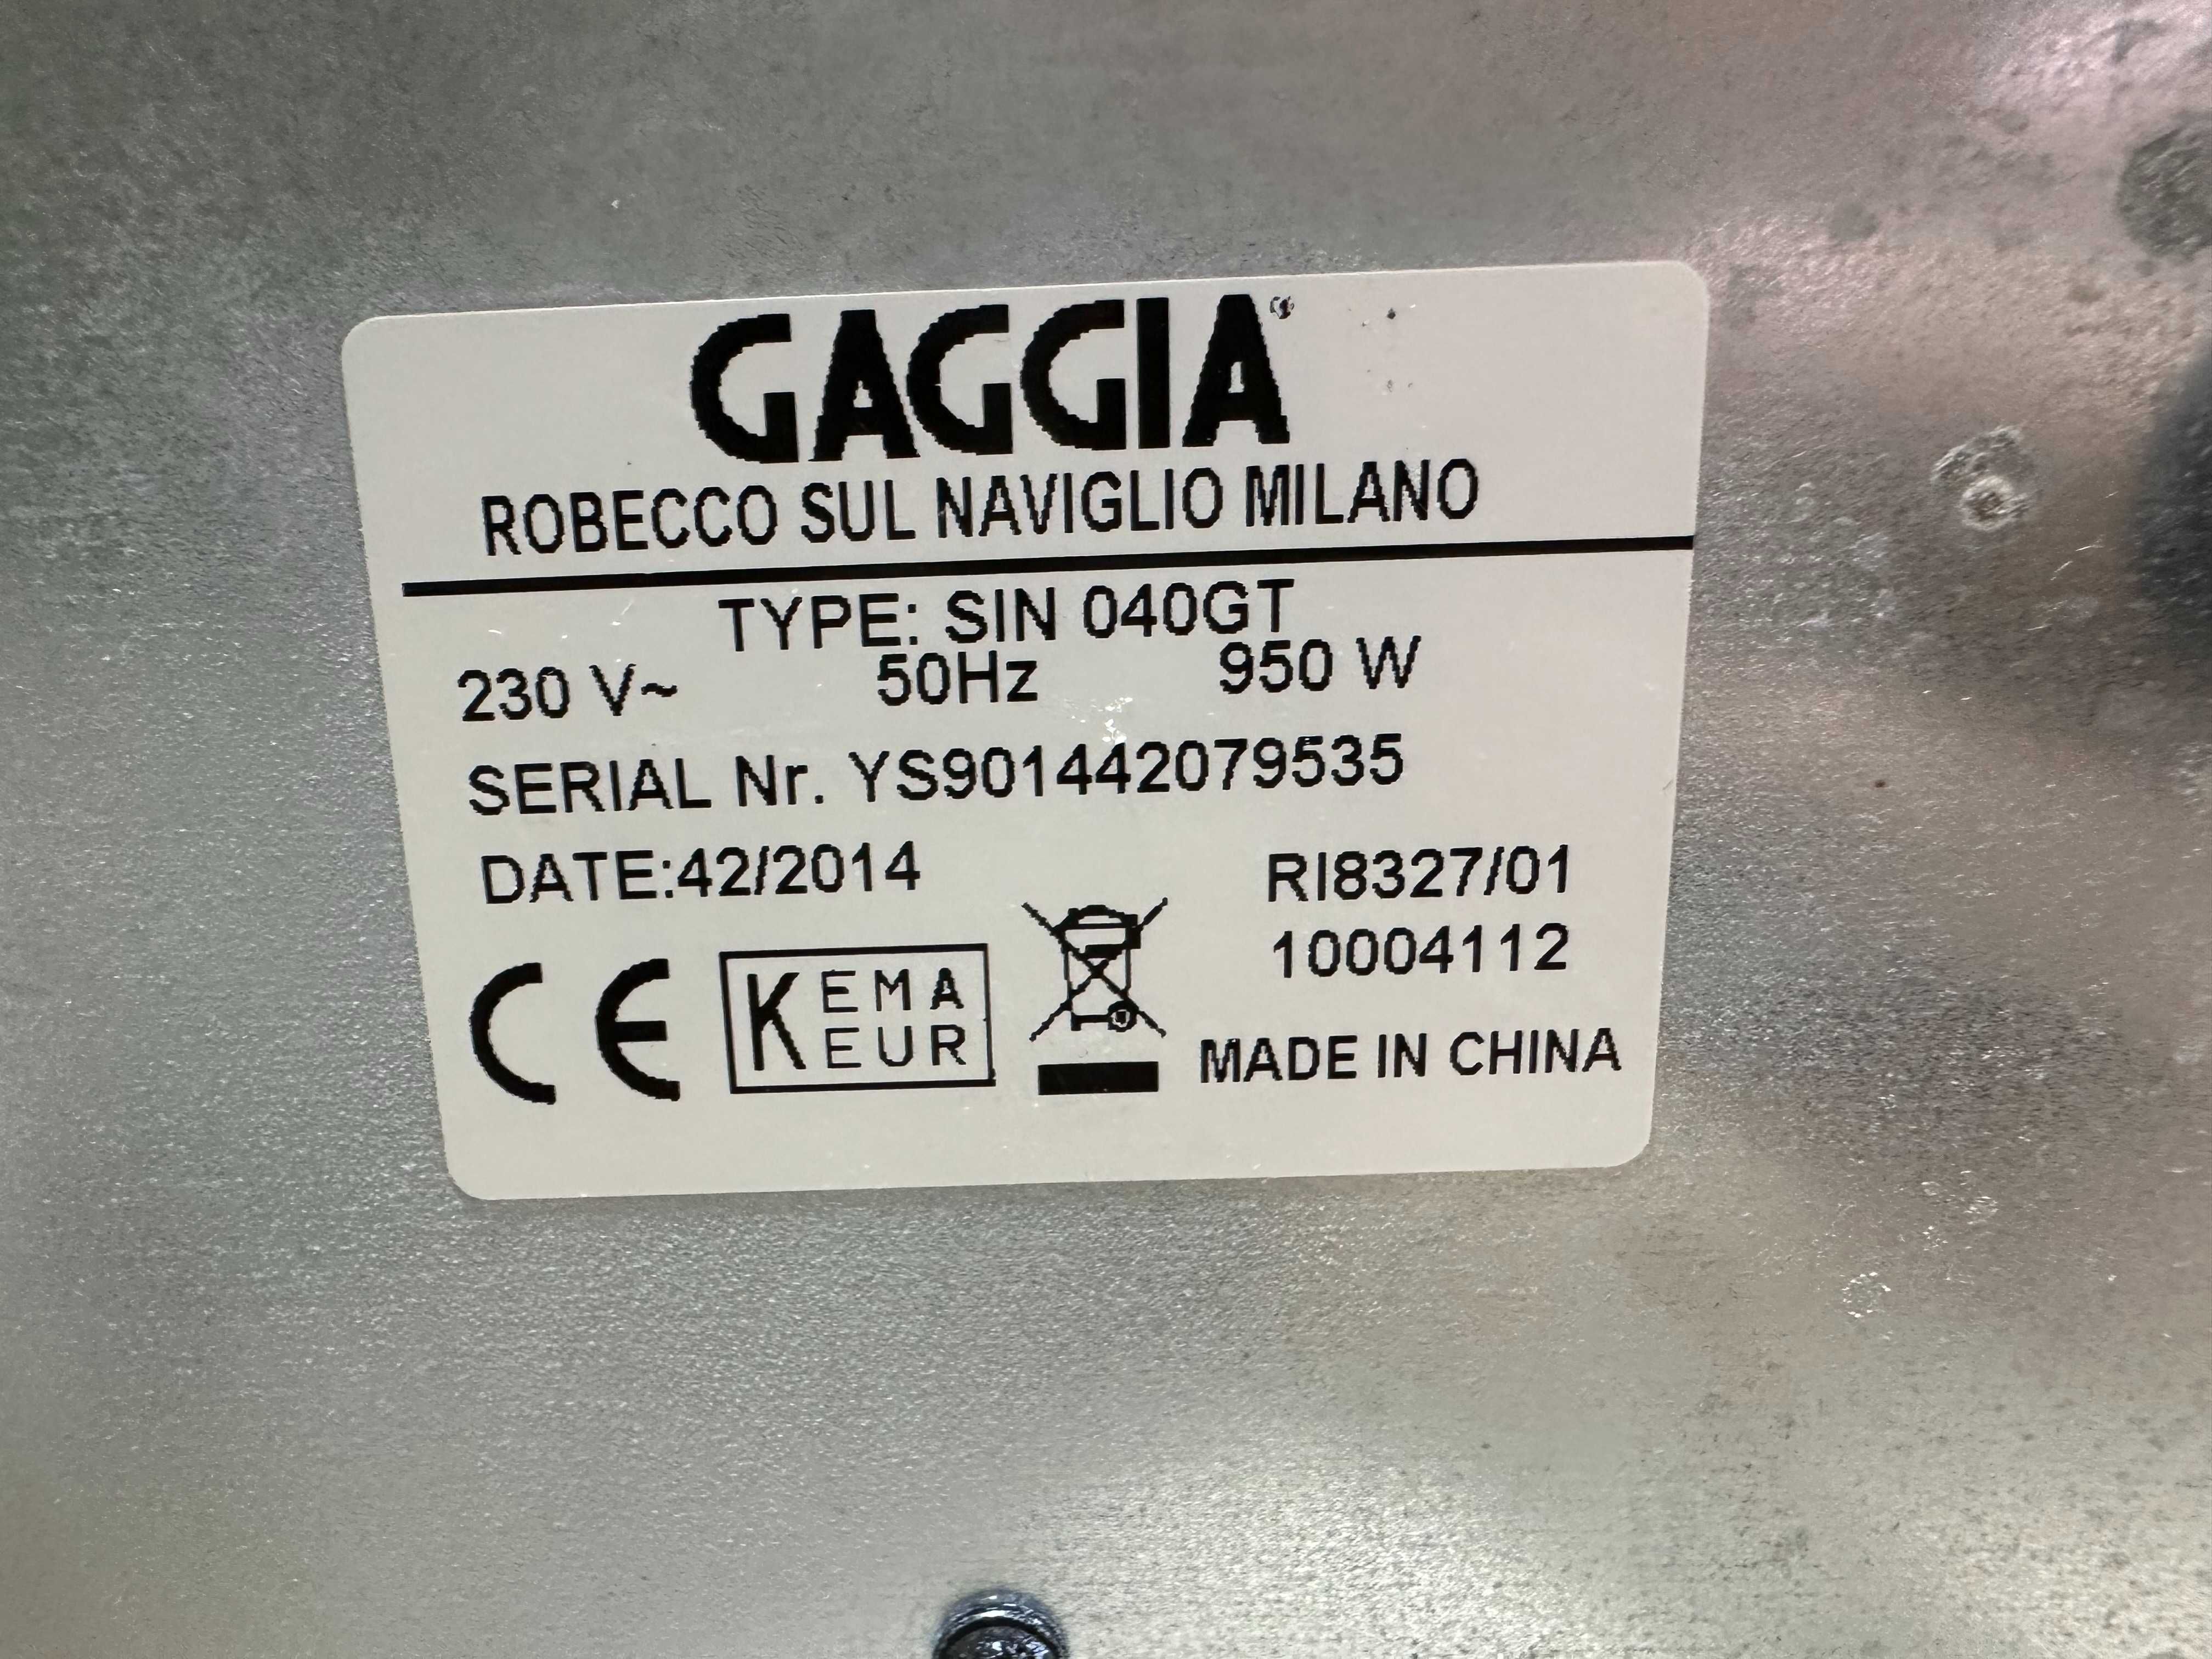 GAGGIA
ROBECCO SUL NAVIGLIO MILANO
TYPE: SIN 040GT
230 V~ 50Hz 950 W
SERIAL Nr. YS901442079535
DATE:42/2014 RI8327/01
10004112
CE KEMA EUR MADE IN CHINA